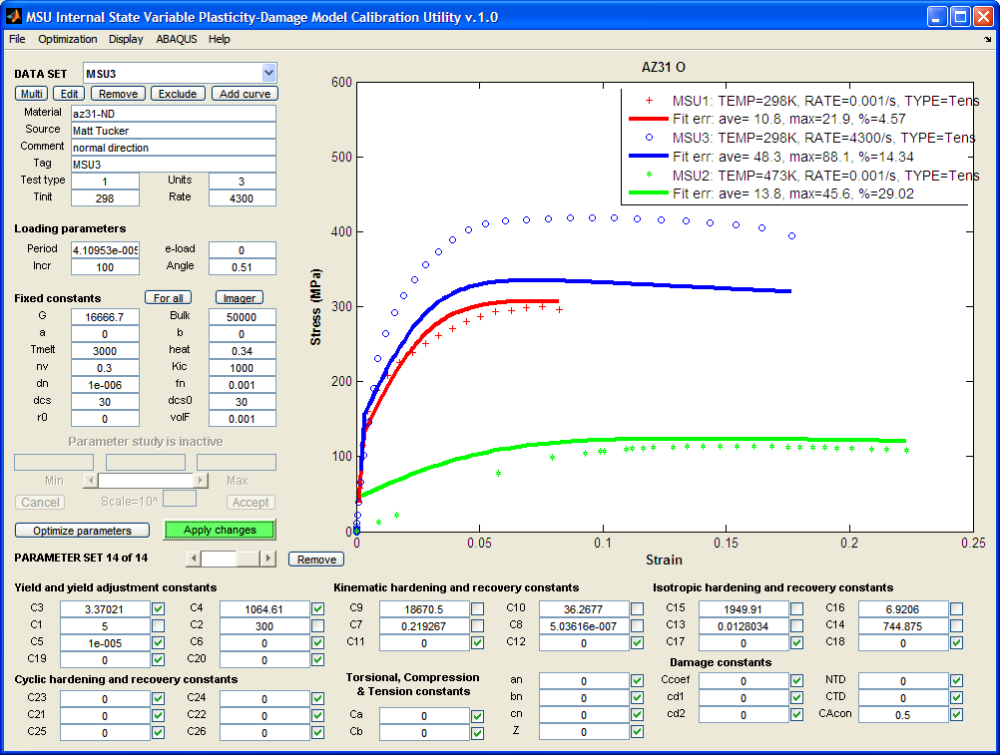 MSU Internal State Variable Plasticity-Damage Model Calibration Utility v.1.0
File Optimization Display ABAQUS Help
DATA SET MSU3
Multi Edit Remove Exclude Add curve
Material az31-ND
Source Matt Tucker
Comment normal direction
Tag MSU3
Test type 1 Units 3
Tinit 298 Rate 4300
Loading parameters
Period 4.10953e-005 e-load 0
Incr 100 Angle 0.51
Fixed constants For all Imager
G 16666.7 Bulk 50000
a 0 b 0
Tmelt 3000 heat 0.34
nv 0.3 Kic 1000
dn 1e-006 fn 0.001
dcs 30 dcs0 30
r0 0 volF 0.001
Parameter study is inactive
Min Max
Cancel Scale=10^ Accept
Optimize parameters Apply changes
AZ31 O
600
500
400
300
200
100
0
Stress (MPa)
0 0.05 0.1 0.15 0.2 0.25
Strain
MSU1: TEMP=298K, RATE=0.001/s, TYPE=Tens
Fit err: ave= 10.8, max=21.9, %=4.57
MSU3: TEMP=298K, RATE=4300/s, TYPE=Tens
Fit err: ave= 48.3, max=88.1, %=14.34
MSU2: TEMP=473K, RATE=0.001/s, TYPE=Tens
Fit err: ave= 13.8, max=45.6, %=29.02
PARAMETER SET 14 of 14 Remove
Yield and yield adjustment constants
C3 3.37021 C4 1064.61
C1 5 C2 300
C5 1e-005 C6 0
C19 0 C20 0
Cyclic hardening and recovery constants
C23 0 C24 0
C21 0 C22 0
C25 0 C26 0
Kinematic hardening and recovery constants
C9 18670.5 C10 36.2677
C7 0.219267 C8 5.03616e-007
C11 0 C12 0
Torsional, Compression
& Tension constants
Ca 0
Cb 0
an 0
bn 0
cn 0
Z 0
Isotropic hardening and recovery constants
C15 1949.91 C16 6.9206
C13 0.0128034 C14 744.875
C17 0 C18 0
Damage constants
Ccoef 0 NTD 0
cd1 0 CTD 0
cd2 0 CAcon 0.5